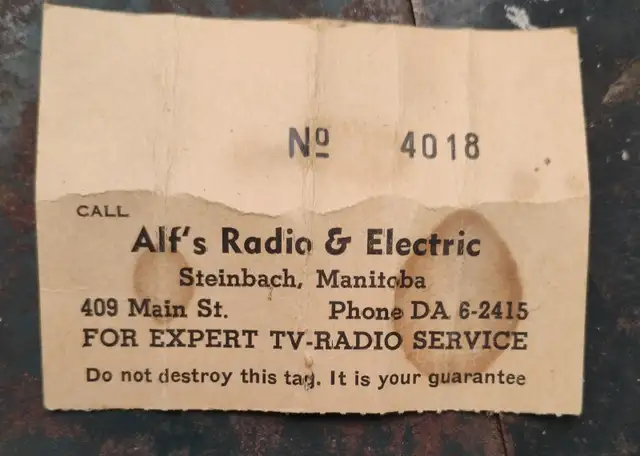 Nº 4018
CALL
Alf's Radio & Electric
Steinbach, Manitoba
409 Main St. Phone DA 6-2415
FOR EXPERT TV-RADIO SERVICE
Do not destroy this tag. It is your guarantee